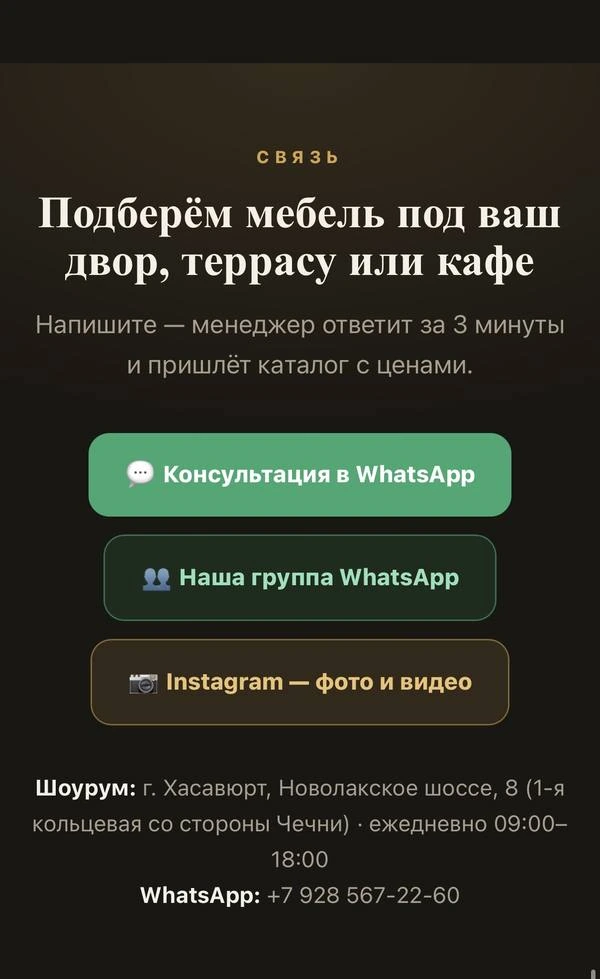 СВЯЗЬ
Подберём мебель под ваш
двор, террасу или кафе
Напишите — менеджер ответит за 3 минуты
и пришлёт каталог с ценами.
💬 Консультация в WhatsApp
👥 Наша группа WhatsApp
📷 Instagram — фото и видео
Шоурум: г. Хасавюрт, Новолакское шоссе, 8 (1-я
кольцевая со стороны Чечни) · ежедневно 09:00–
18:00
WhatsApp: +7 928 567-22-60